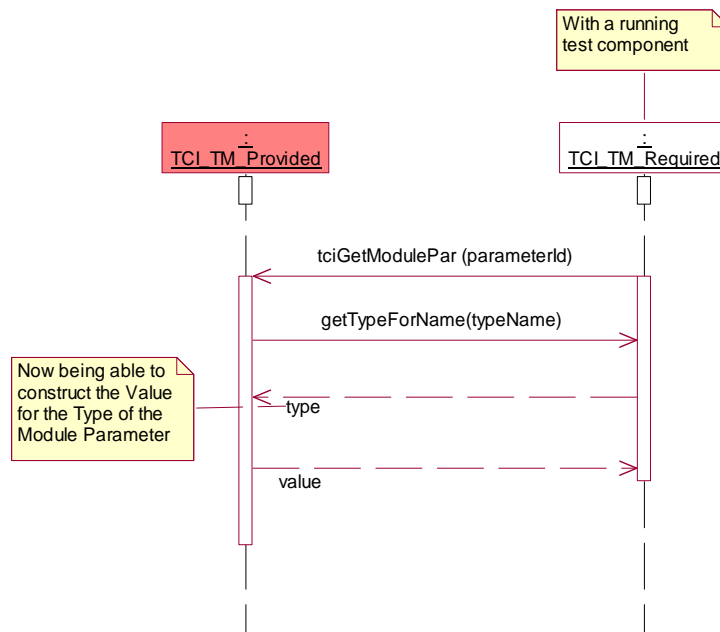 With a running
test component
:
TCI_TM_Provided
:
TCI_TM_Required
tciGetModulePar (parameterId)
getTypeForName(typeName)
Now being able to
construct the Value
for the Type of the
Module Parameter
type
value